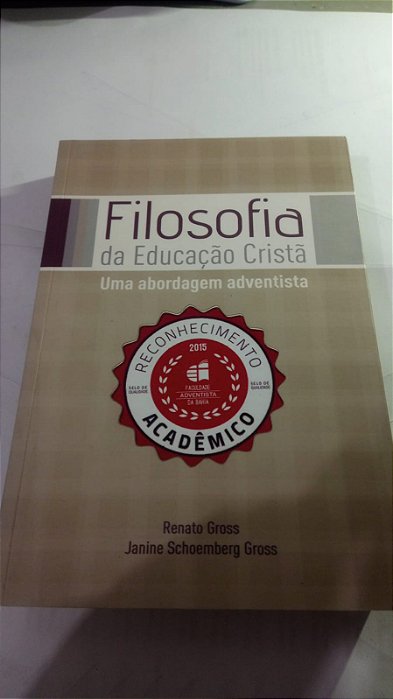 Filosofia
da Educação Cristã
Uma abordagem adventista
RECONHECIMENTO
2015
SELO DE
QUALIDADE
SELO DE
QUALIDADE
FACULDADE
ADVENTISTA
DA BAHIA
ACADÊMICO
Renato Gross
Janine Schoemberg Gross